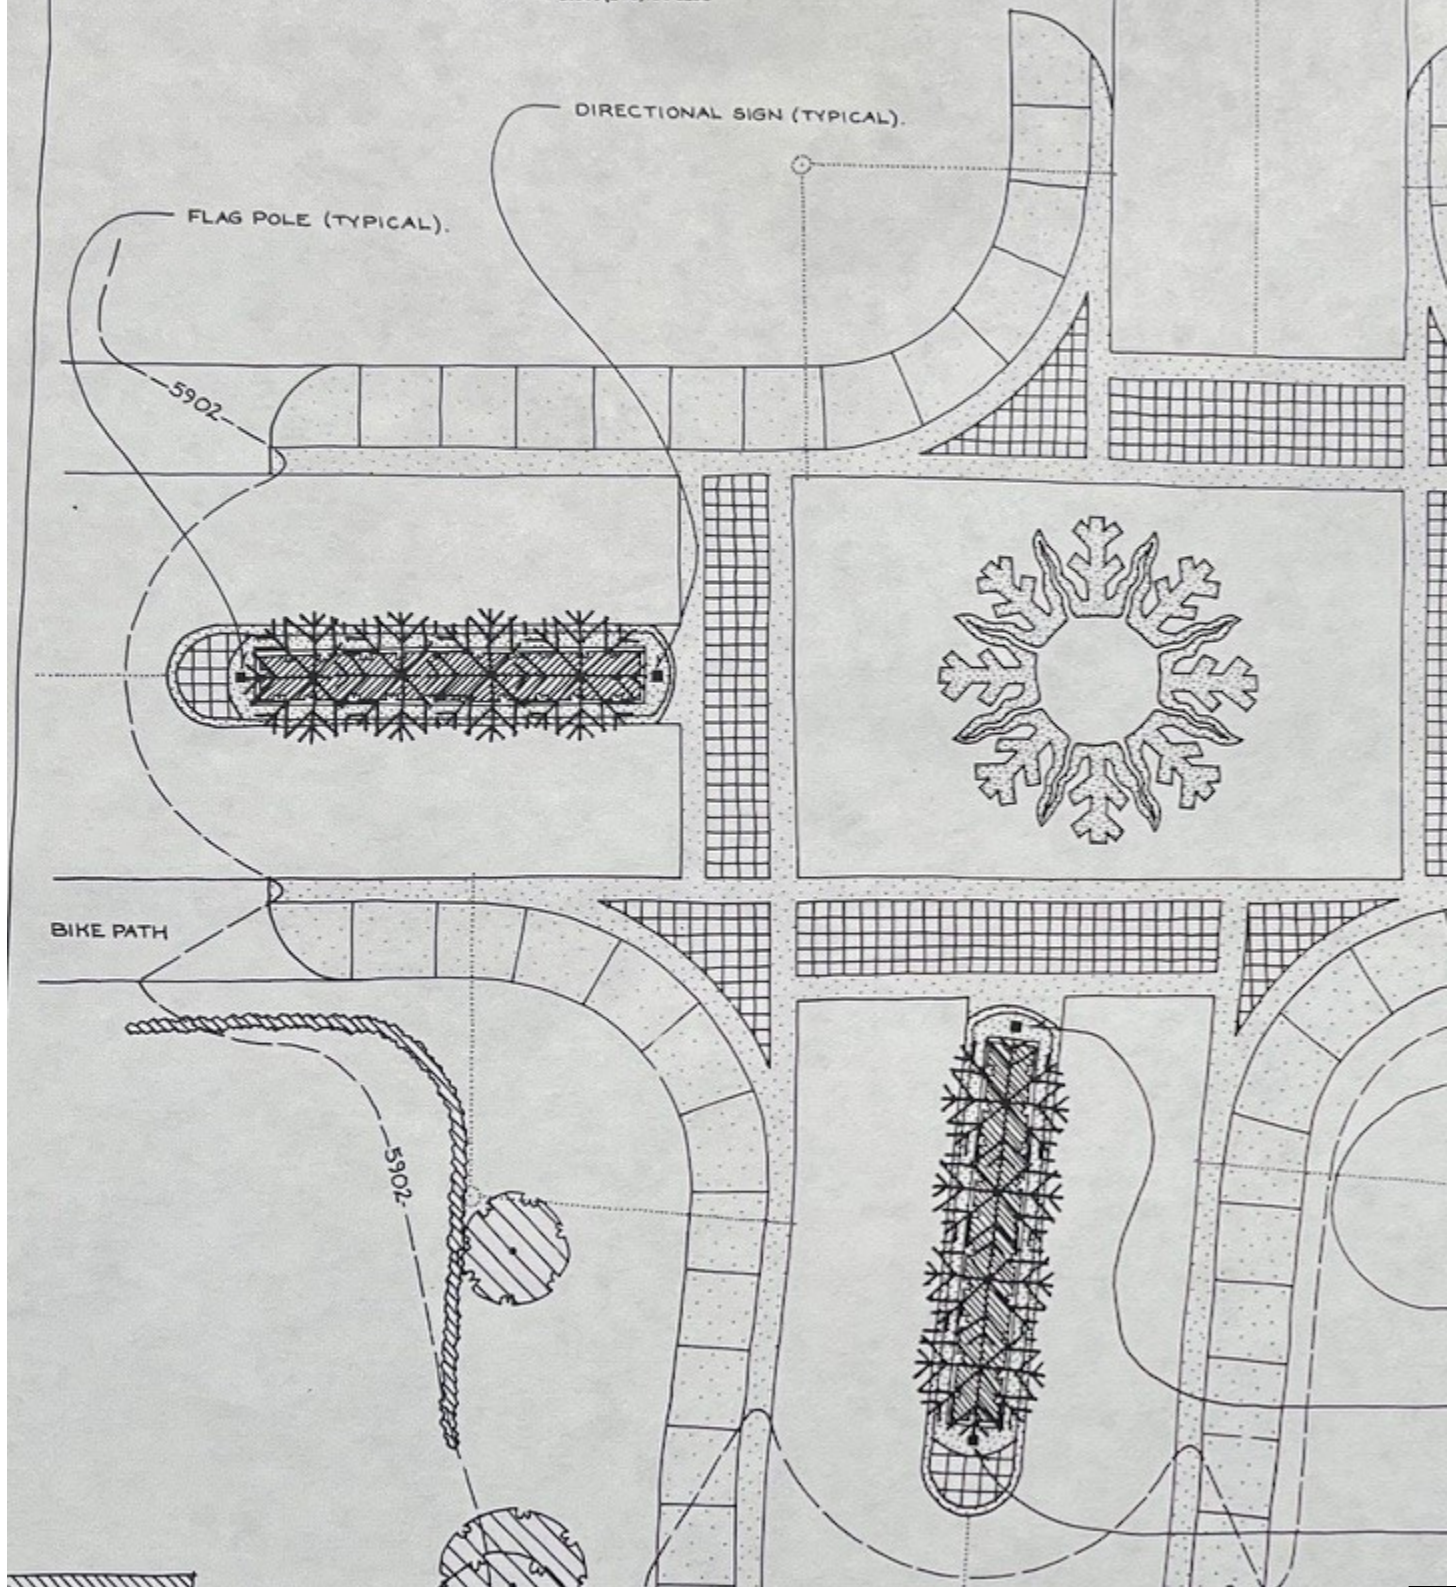 DIRECTIONAL SIGN (TYPICAL).
FLAG POLE (TYPICAL).
5902
BIKE PATH
5902